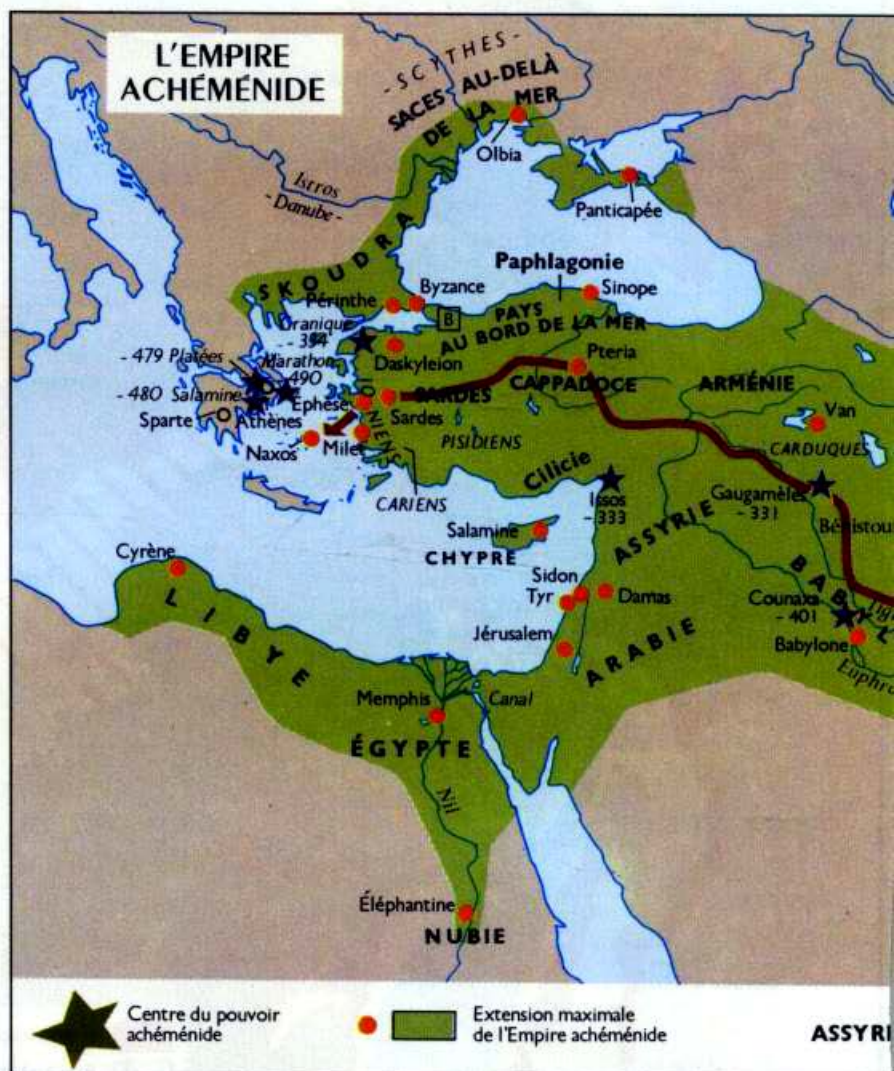 L'EMPIRE
ACHÉMÉNIDE
- SCYTHES -
SACES AU-DELÀ
DE LA MER
Olbia
Istros
- Danube -
Panticapée
SKOUDRA
Paphlagonie
Périnthe
Byzance
Sinope
B
PAYS
AU BORD DE LA MER
Granique
- 334
Daskyleion
Pteria
- 479 Platées
Marathon
- 490
- 480 Salamine
Ephèse
IONIENS
SARDES
CAPPADOCE
ARMÉNIE
Sparte
Athènes
Sardes
Van
Naxos
Milet
PISIDIENS
CARDUQUES
CARIENS
Cilicie
Issos
- 333
Gaugamèles
- 331
Salamine
CHYPRE
ASSYRIE
Cyrène
LIBYE
Sidon
Tyr
Damas
Counaxa
- 401
Jérusalem
ARABIE
Babylone
Memphis
Canal
ÉGYPTE
Nil
Éléphantine
NUBIE
Centre du pouvoir
achéménide
Extension maximale
de l'Empire achéménide
ASSYRI